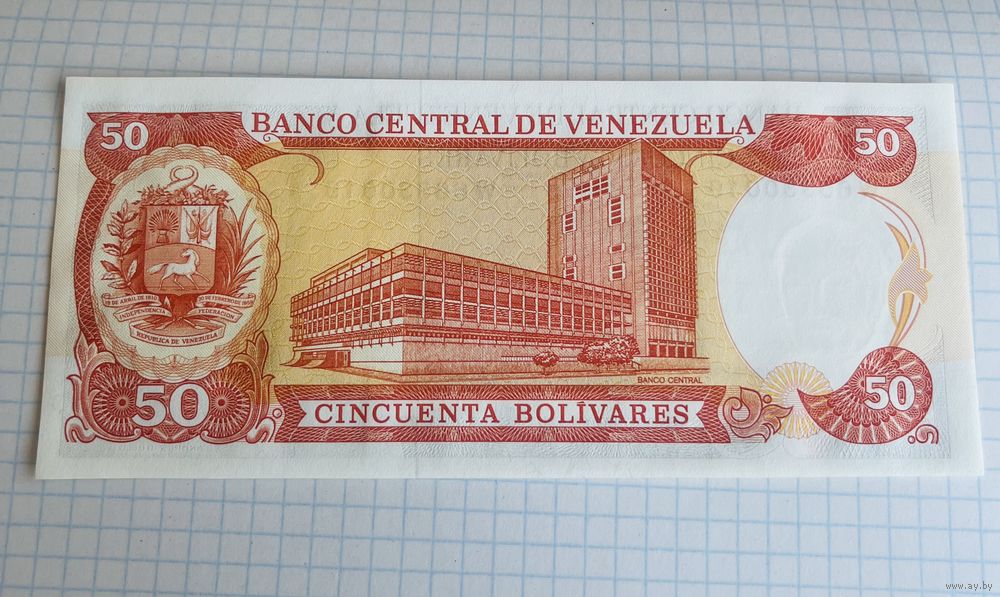 50
BANCO CENTRAL DE VENEZUELA
50
19 DE ABRIL DE 1810
20 DE FEBRERO DE 1859
INDEPENDENCIA
FEDERACION
REPUBLICA DE VENEZUELA
BANCO CENTRAL
50
CINCUENTA BOLÍVARES
50
www.ay.by